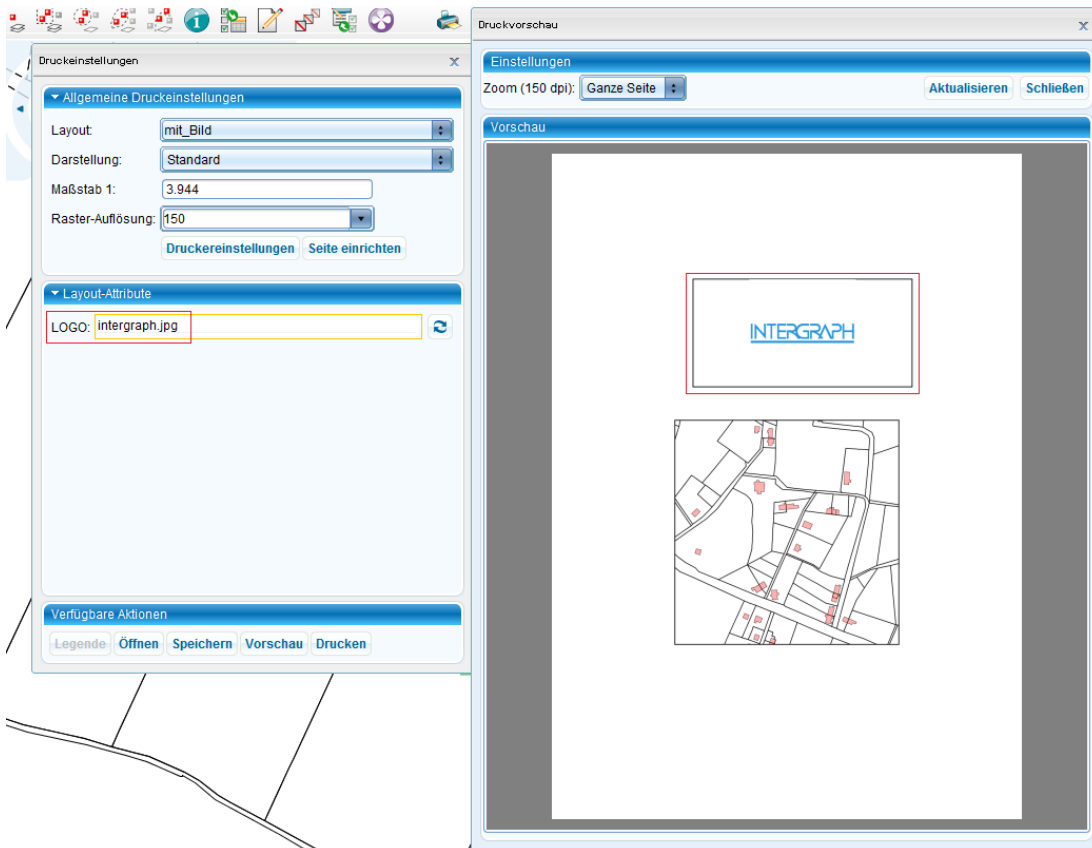 Druckeinstellungen
Allgemeine Druckeinstellungen
Layout: mit_Bild
Darstellung: Standard
Maßstab 1: 3.944
Raster-Auflösung: 150
Druckereinstellungen Seite einrichten
Layout-Attribute
LOGO: intergraph.jpg
Verfügbare Aktionen
Legende Öffnen Speichern Vorschau Drucken
Druckvorschau
Einstellungen
Zoom (150 dpi): Ganze Seite Aktualisieren Schließen
Vorschau
INTERGRAPH